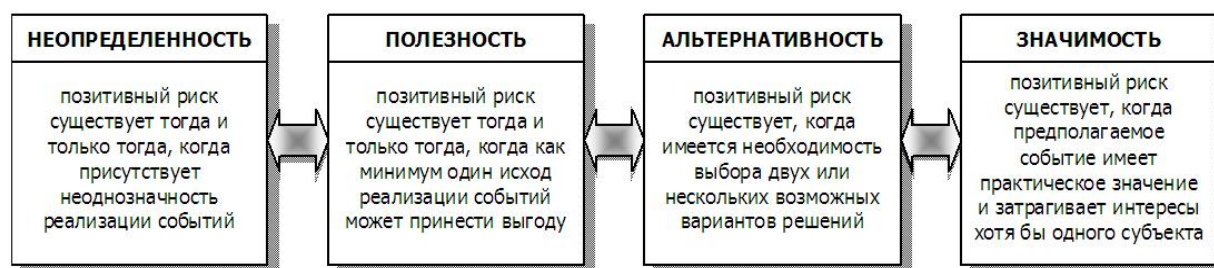 НЕОПРЕДЕЛЕННОСТЬ
позитивный риск
существует тогда и
только тогда, когда
присутствует
неоднозначность
реализации событий
ПОЛЕЗНОСТЬ
позитивный риск
существует тогда и
только тогда, когда как
минимум один исход
реализации событий
может принести выгоду
АЛЬТЕРНАТИВНОСТЬ
позитивный риск
существует, когда
имеется необходимость
выбора двух или
нескольких возможных
вариантов решений
ЗНАЧИМОСТЬ
позитивный риск
существует, когда
предполагаемое
событие имеет
практическое значение
и затрагивает интересы
хотя бы одного субъекта